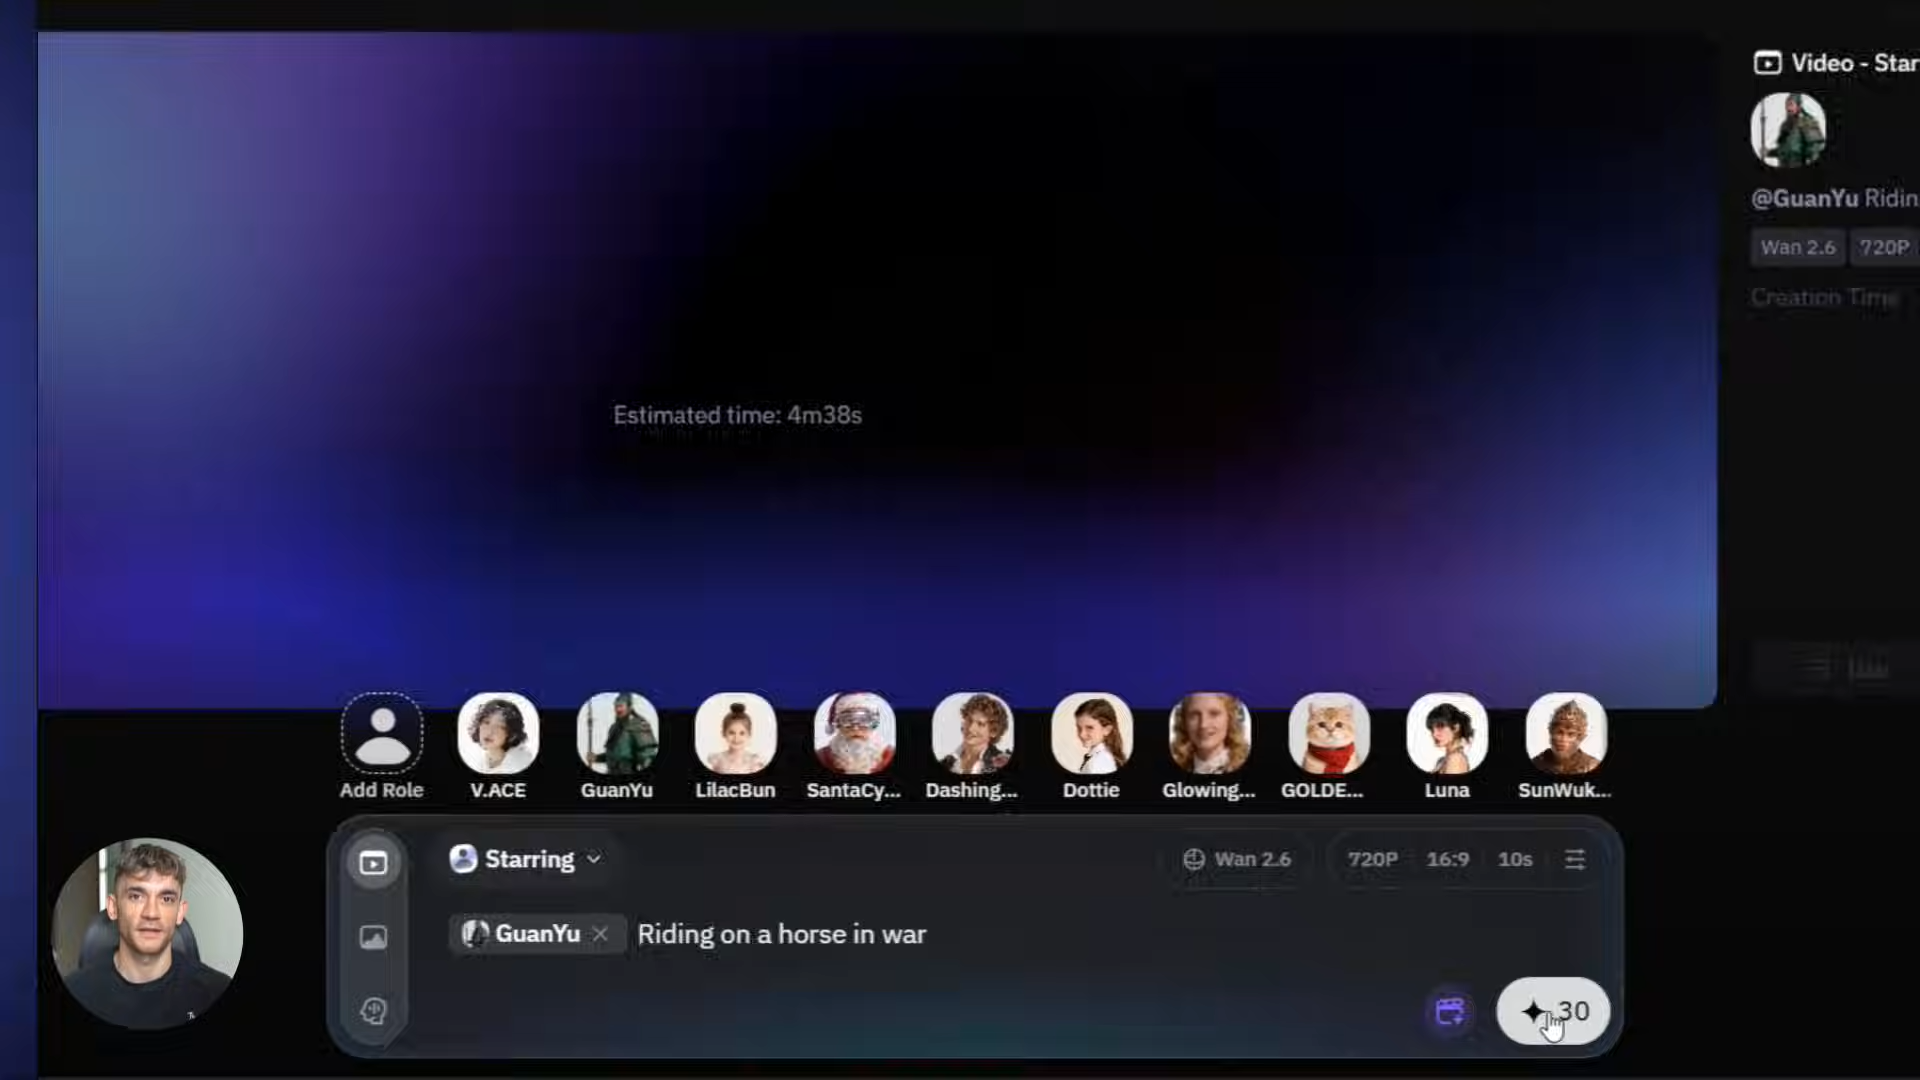 Video - Star
@GuanYu Ridin
Wan 2.6 720P
Creation Time
Estimated time: 4m38s
Add Role V.ACE GuanYu LilacBun SantaCy... Dashing... Dottie Glowing... GOLDE... Luna SunWuk...
Starring Wan 2.6 720P 16:9 10s
GuanYu × Riding on a horse in war
30